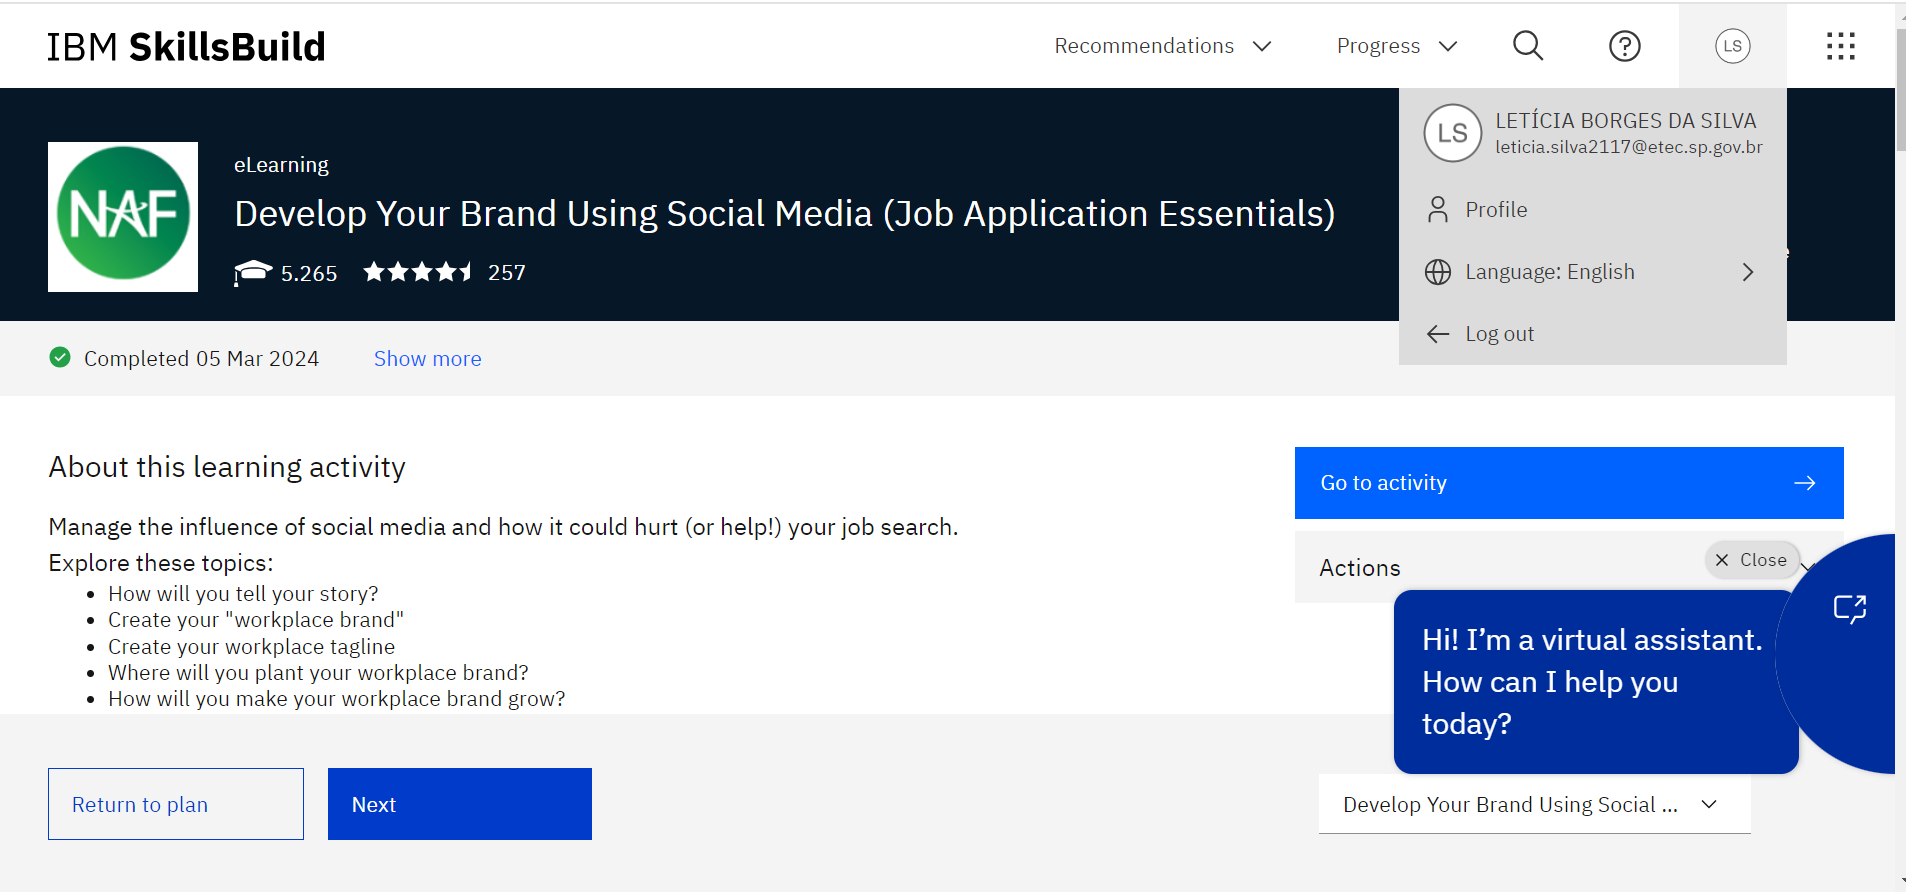 IBM SkillsBuild
Recommendations
Progress
LS
LS
LETÍCIA BORGES DA SILVA
leticia.silva2117@etec.sp.gov.br
Profile
Language: English
Log out
NAF
eLearning
Develop Your Brand Using Social Media (Job Application Essentials)
5.265
257
Completed 05 Mar 2024
Show more
About this learning activity
Manage the influence of social media and how it could hurt (or help!) your job search.
Explore these topics:
How will you tell your story?
Create your "workplace brand"
Create your workplace tagline
Where will you plant your workplace brand?
How will you make your workplace brand grow?
Go to activity
Actions
Close
Hi! I’m a virtual assistant.
How can I help you
today?
Return to plan
Next
Develop Your Brand Using Social ...